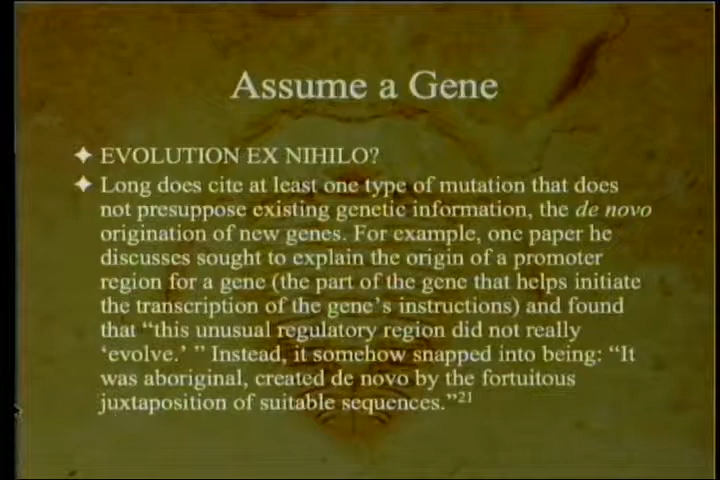 Assume a Gene
✦ EVOLUTION EX NIHILO?
✦ Long does cite at least one type of mutation that does
not presuppose existing genetic information, the de novo
origination of new genes. For example, one paper he
discusses sought to explain the origin of a promoter
region for a gene (the part of the gene that helps initiate
the transcription of the gene’s instructions) and found
that “this unusual regulatory region did not really
‘evolve.’ ” Instead, it somehow snapped into being: “It
was aboriginal, created de novo by the fortuitous
juxtaposition of suitable sequences.”21